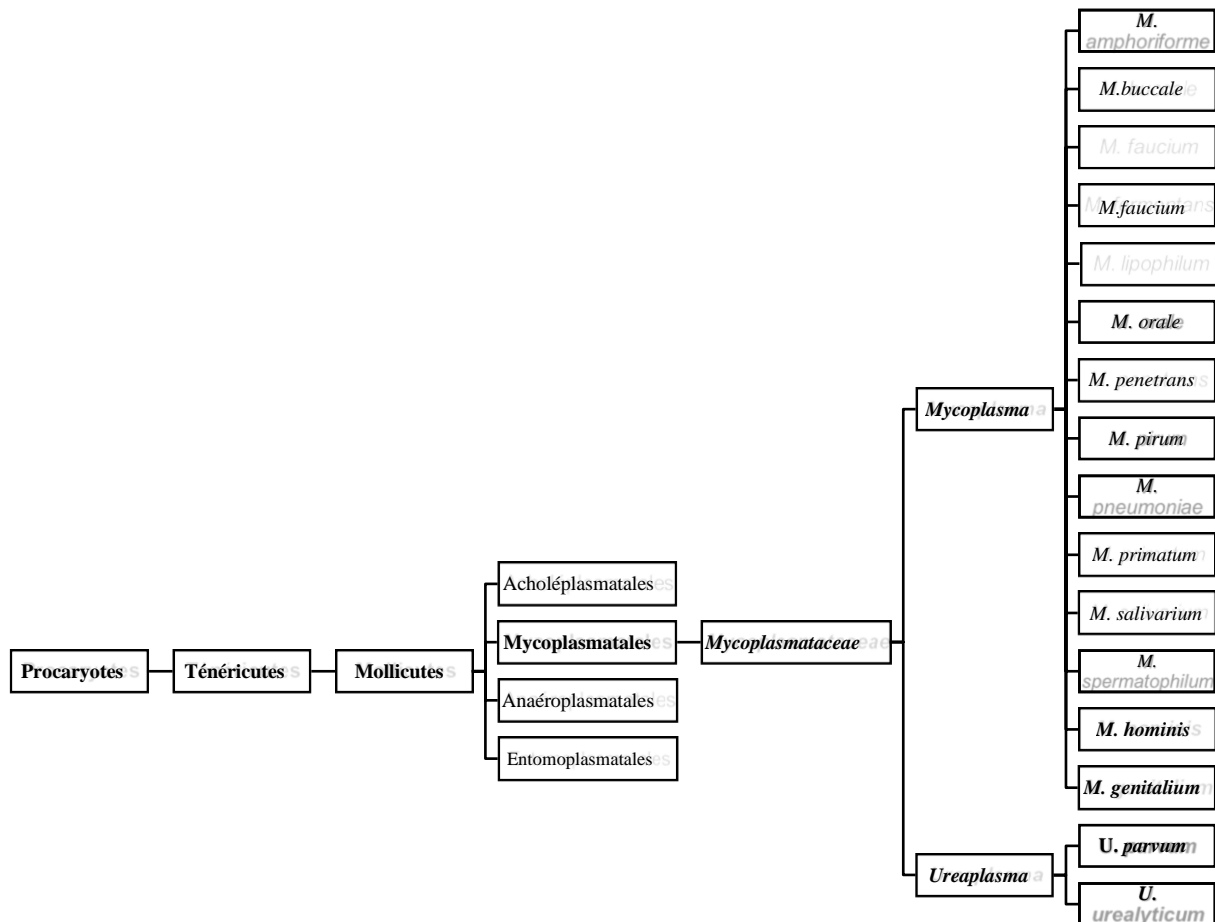 M.
amphoriforme
M.buccale
M. faucium
M.faucium
M. lipophilum
M. orale
M. penetrans
Mycoplasma
M. pirum
M.
pneumoniae
M. primatum
Acholéplasmatales
M. salivarium
Mycoplasmatales
Mycoplasmataceae
Procaryotes
Ténéricutes
Mollicutes
M.
spermatophilum
Anaéroplasmatales
M. hominis
Entomoplasmatales
M. genitalium
U. parvum
Ureaplasma
U.
urealyticum